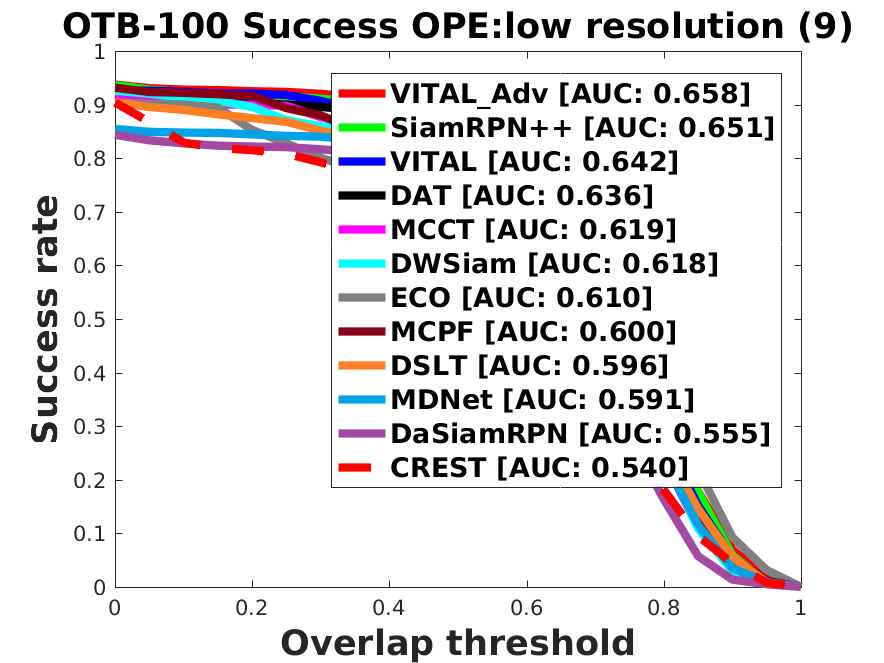 OTB-100 Success OPE:low resolution (9)
1
0.9
0.8
0.7
0.6
0.5
0.4
0.3
0.2
0.1
0
Success rate
VITAL_Adv [AUC: 0.658]
SiamRPN++ [AUC: 0.651]
VITAL [AUC: 0.642]
DAT [AUC: 0.636]
MCCT [AUC: 0.619]
DWSiam [AUC: 0.618]
ECO [AUC: 0.610]
MCPF [AUC: 0.600]
DSLT [AUC: 0.596]
MDNet [AUC: 0.591]
DaSiamRPN [AUC: 0.555]
CREST [AUC: 0.540]
0 0.2 0.4 0.6 0.8 1
Overlap threshold